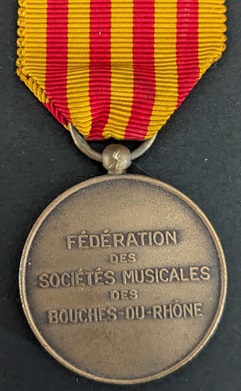 FÉDÉRATION
DES
SOCIÉTÉS MUSICALES
DES
BOUCHES-DU-RHÔNE